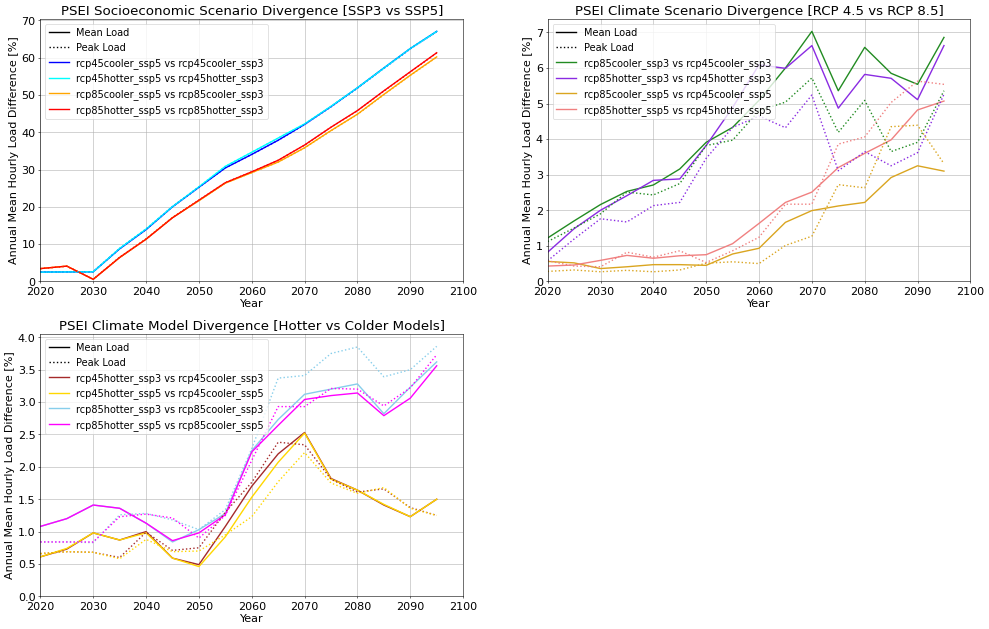 PSEI Socioeconomic Scenario Divergence [SSP3 vs SSP5]
Annual Mean Hourly Load Difference [%]
70
60
50
40
30
20
10
0
Mean Load
Peak Load
rcp45cooler_ssp5 vs rcp45cooler_ssp3
rcp45hotter_ssp5 vs rcp45hotter_ssp3
rcp85cooler_ssp5 vs rcp85cooler_ssp3
rcp85hotter_ssp5 vs rcp85hotter_ssp3
2020 2030 2040 2050 2060 2070 2080 2090 2100
Year
PSEI Climate Scenario Divergence [RCP 4.5 vs RCP 8.5]
Annual Mean Hourly Load Difference [%]
7
6
5
4
3
2
1
0
Mean Load
Peak Load
rcp85cooler_ssp3 vs rcp45cooler_ssp3
rcp85hotter_ssp3 vs rcp45hotter_ssp3
rcp85cooler_ssp5 vs rcp45cooler_ssp5
rcp85hotter_ssp5 vs rcp45hotter_ssp5
2020 2030 2040 2050 2060 2070 2080 2090 2100
Year
PSEI Climate Model Divergence [Hotter vs Colder Models]
Annual Mean Hourly Load Difference [%]
4.0
3.5
3.0
2.5
2.0
1.5
1.0
0.5
0.0
Mean Load
Peak Load
rcp45hotter_ssp3 vs rcp45cooler_ssp3
rcp45hotter_ssp5 vs rcp45cooler_ssp5
rcp85hotter_ssp3 vs rcp85cooler_ssp3
rcp85hotter_ssp5 vs rcp85cooler_ssp5
2020 2030 2040 2050 2060 2070 2080 2090 2100
Year